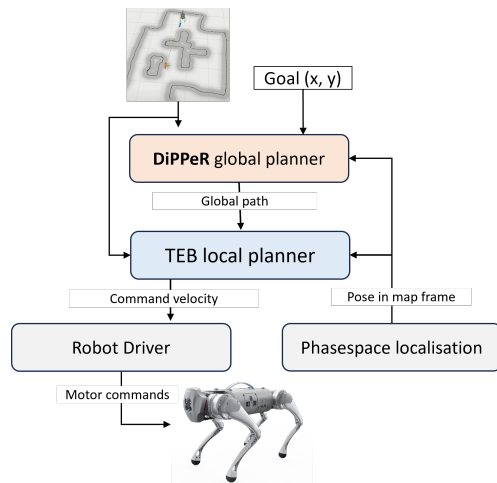 Goal (x, y)
DiPPeR global planner
Global path
TEB local planner
Command velocity
Pose in map frame
Robot Driver
Phasespace localisation
Motor commands